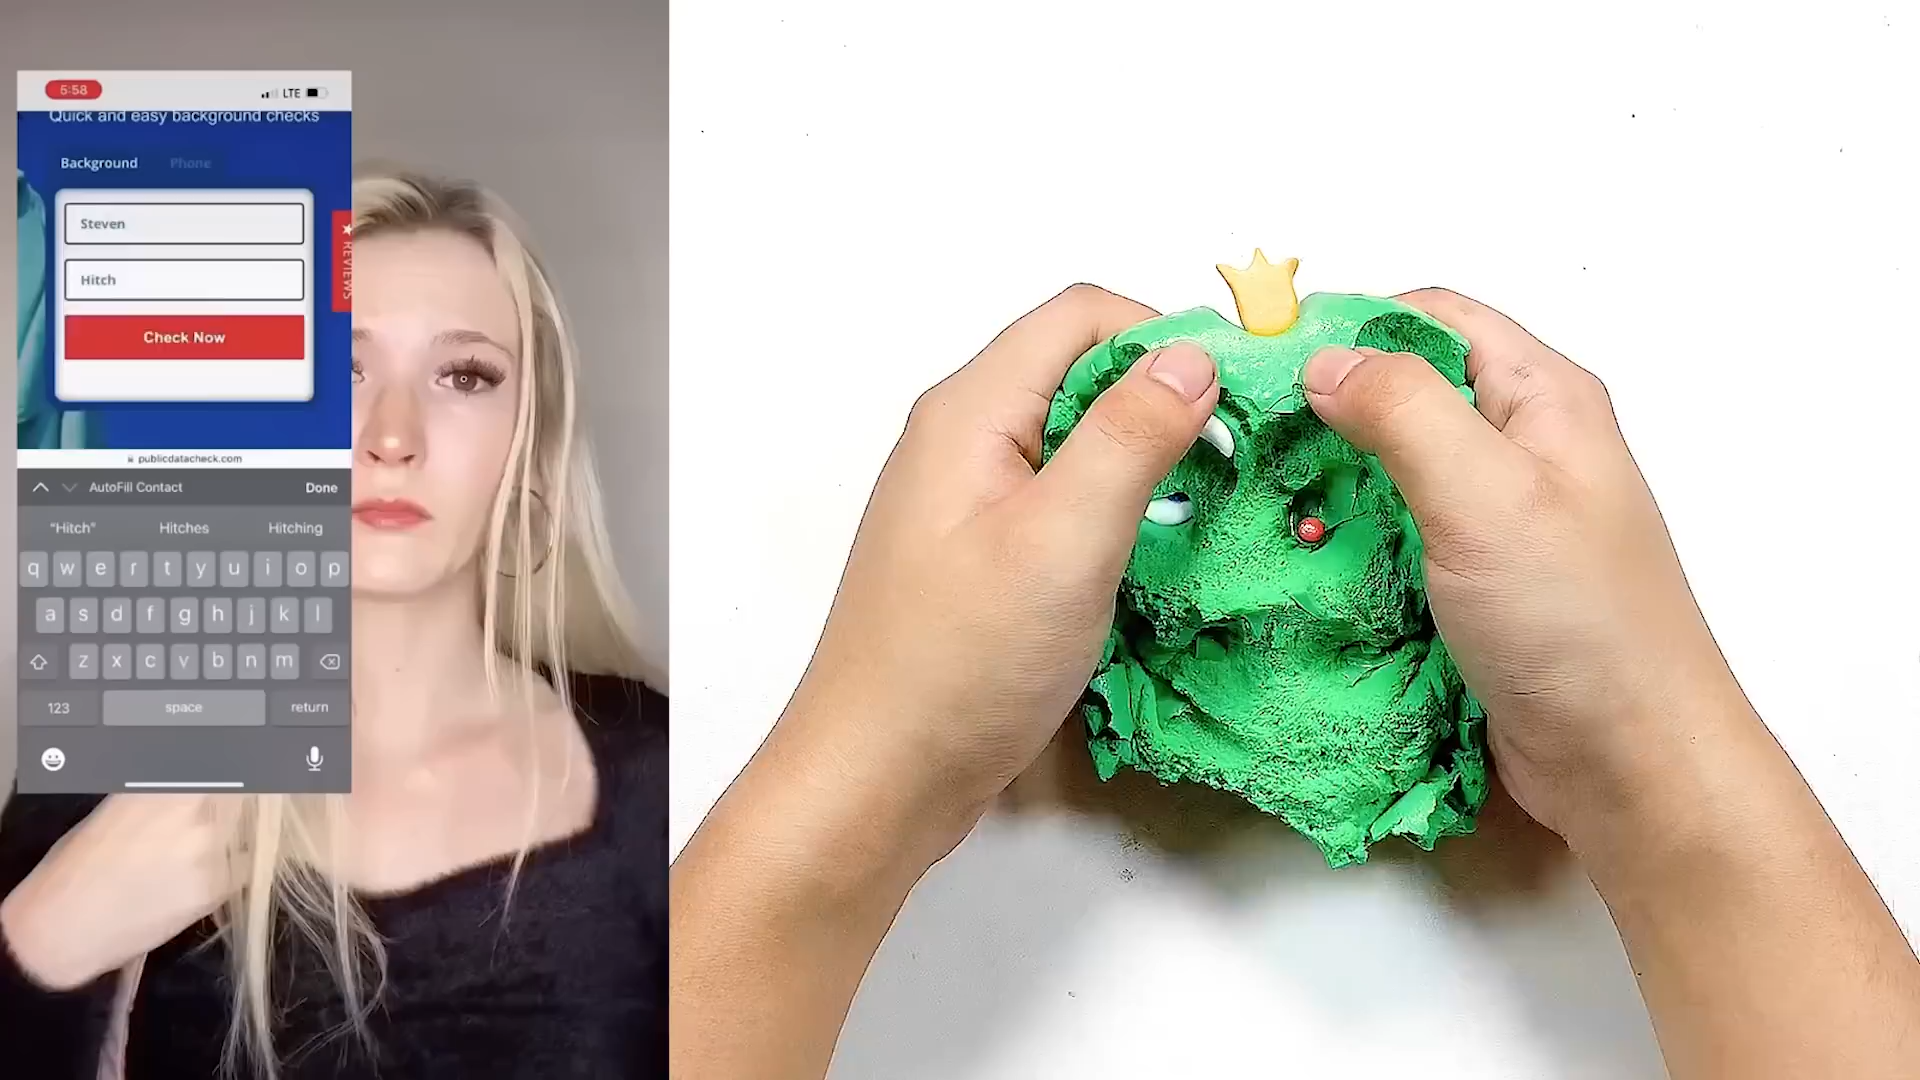 5:58
LTE
Quick and easy background checks
Background
Phone
Steven
Hitch
Check Now
★ REVIEWS
publicdatacheck.com
AutoFill Contact
Done
"Hitch"
Hitches
Hitching
q w e r t y u i o p
a s d f g h j k l
z x c v b n m
123
space
return